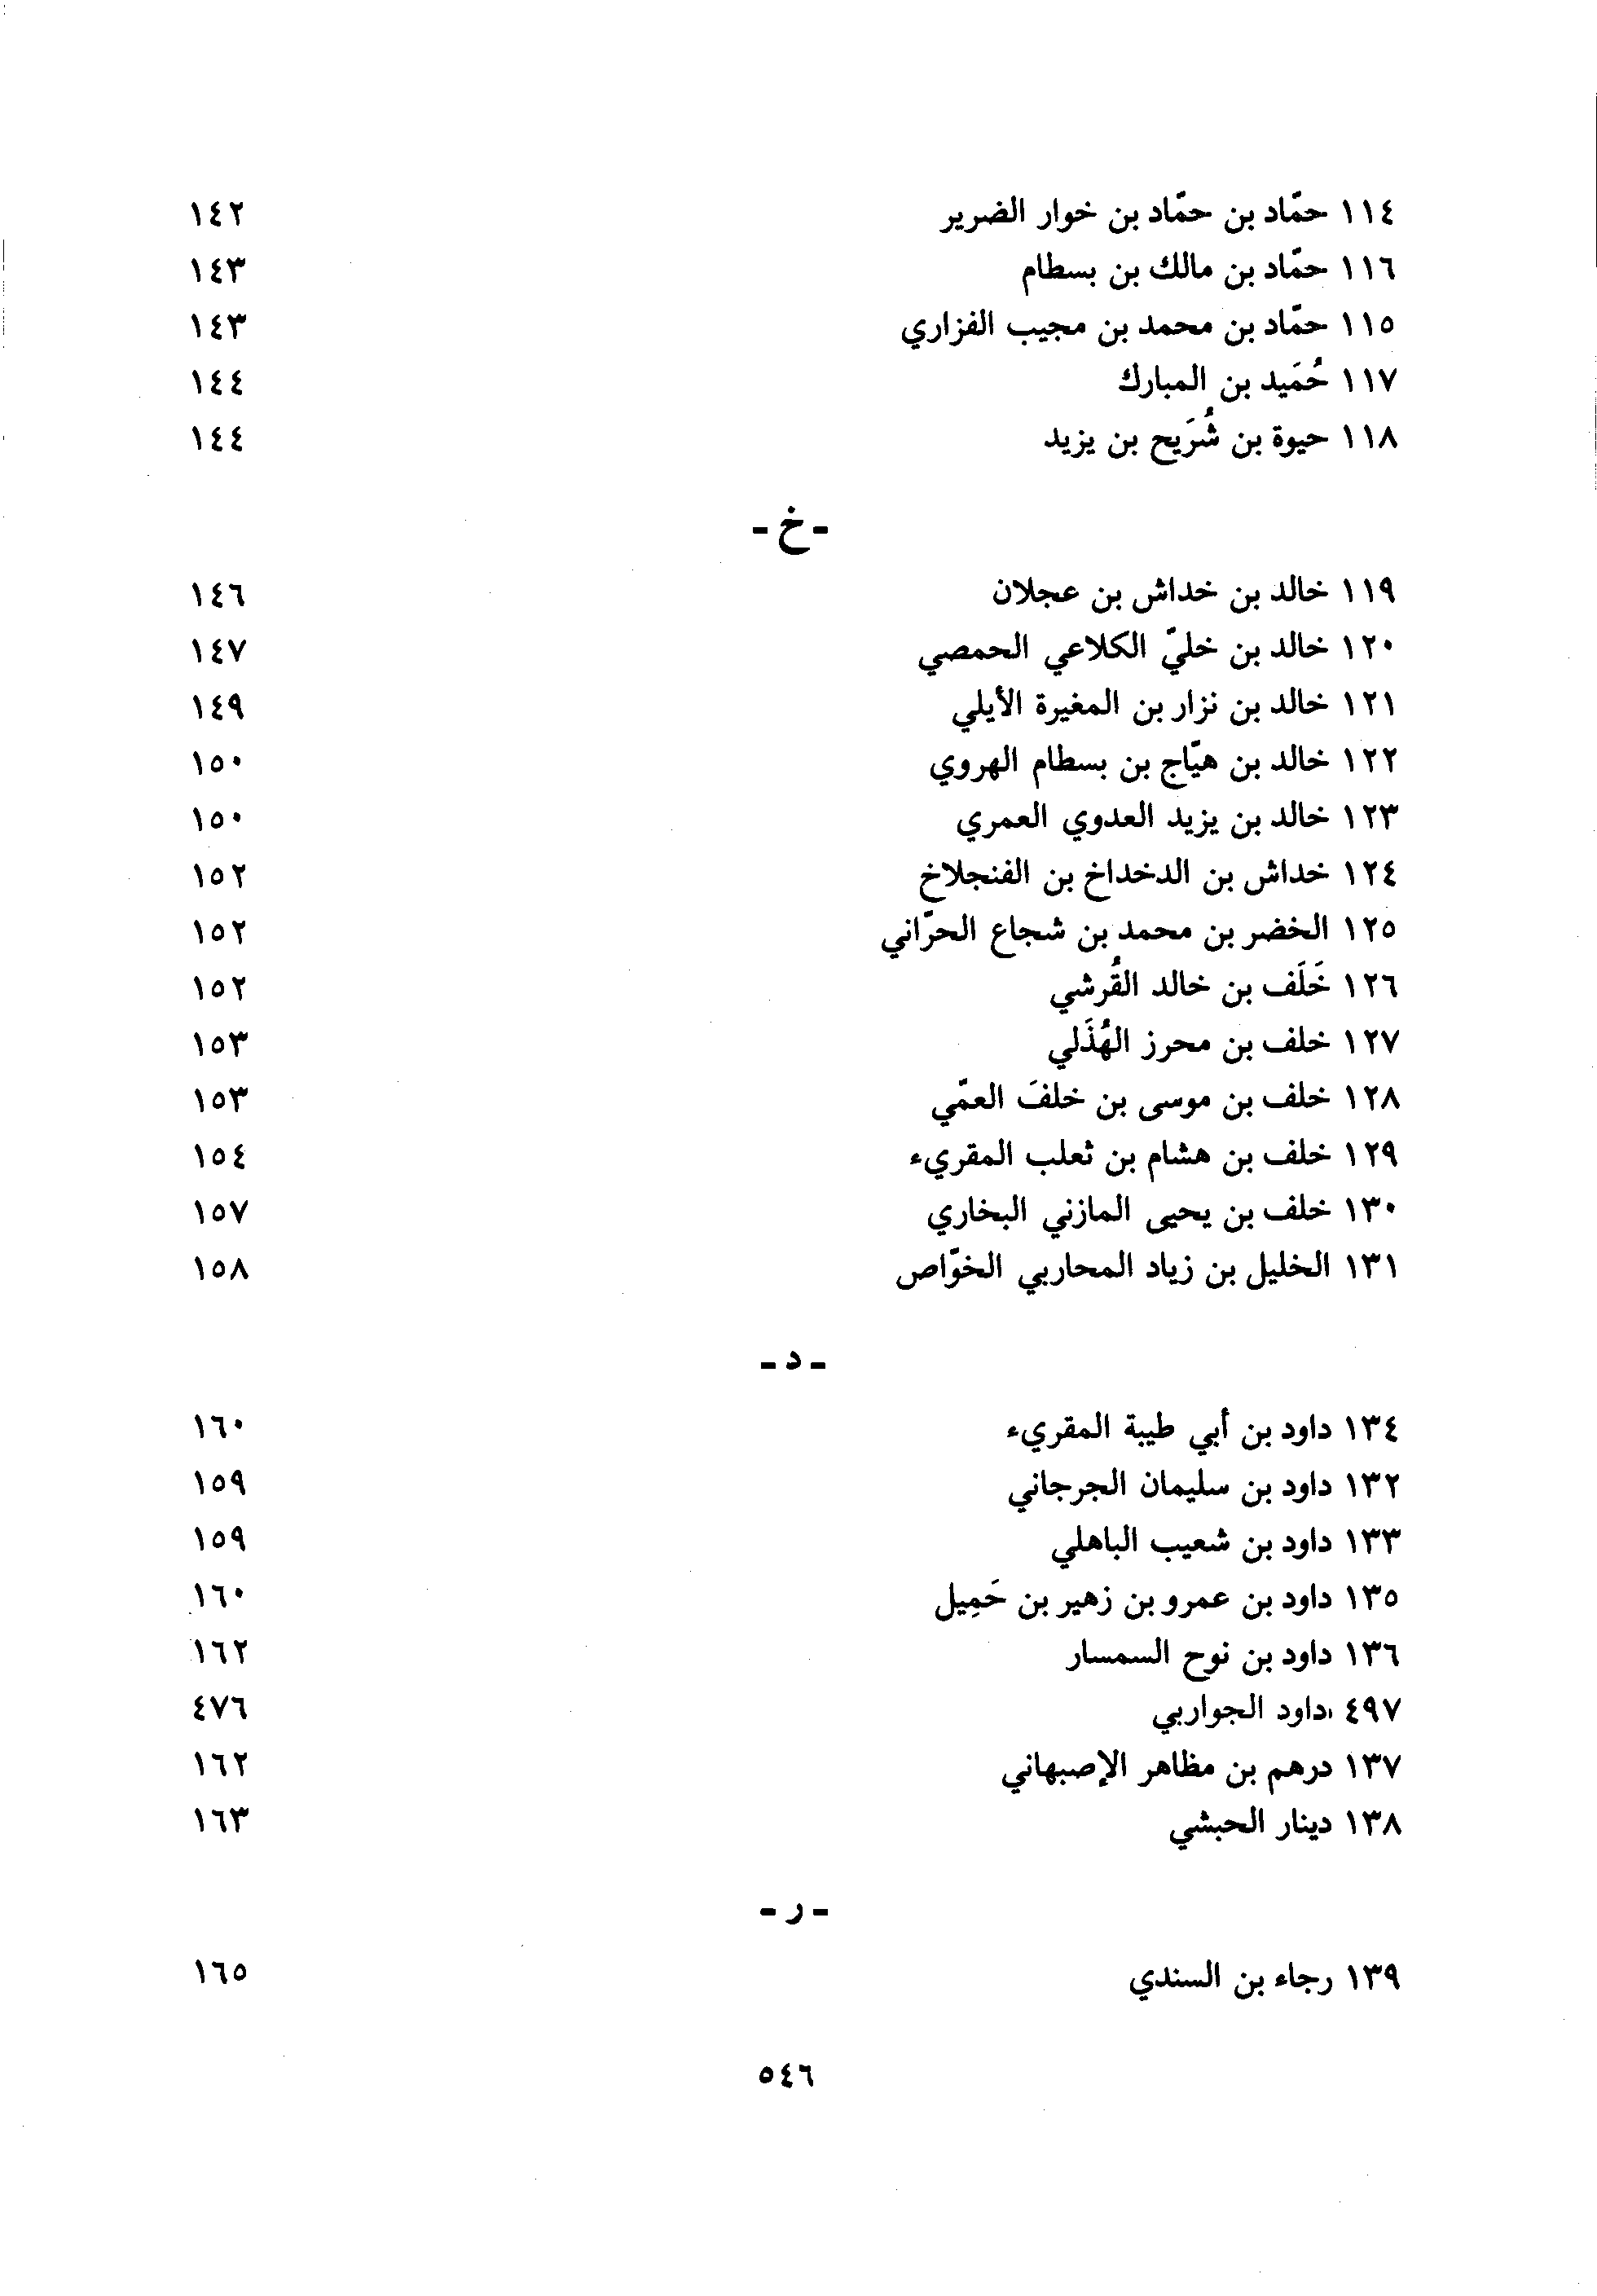 ١١٤ حمّاد بن حمّاد بن خوار الضرير ١٤٢
١١٦ حمّاد بن مالك بن بسطام ١٤٣
١١٥ حمّاد بن محمد بن مجيب الفزاري ١٤٣
١١٧ حُمَيد بن المبارك ١٤٤
١١٨ حيوة بن شُرَيح بن يزيد ١٤٤
- خ -
١١٩ خالد بن خداش بن عجلان ١٤٦
١٢٠ خالد بن خليّ الكلاعي الحمصي ١٤٧
١٢١ خالد بن نزار بن المغيرة الأيلي ١٤٩
١٢٢ خالد بن هيّاج بن بسطام الهروي ١٥٠
١٢٣ خالد بن يزيد العدوي العمري ١٥٠
١٢٤ خداش بن الدخداخ بن الفنجلاخ ١٥٢
١٢٥ الخضر بن محمد بن شجاع الحرّاني ١٥٢
١٢٦ خَلَف بن خالد القُرشي ١٥٢
١٢٧ خلف بن محرز الهُذَلي ١٥٣
١٢٨ خلف بن موسى بن خلفَ العمّي ١٥٣
١٢٩ خلف بن هشام بن ثعلب المقريء ١٥٤
١٣٠ خلف بن يحيى المازني البخاري ١٥٧
١٣١ الخليل بن زياد المحاربي الخوّاص ١٥٨
- د -
١٣٤ داود بن أبي طيبة المقريء ١٦٠
١٣٢ داود بن سليمان الجرجاني ١٥٩
١٣٣ داود بن شعيب الباهلي ١٥٩
١٣٥ داود بن عمرو بن زهير بن حَمِيل ١٦٠
١٣٦ داود بن نوح السمسار ١٦٢
٤٩٧ داود الجواربي ٤٧٦
١٣٧ درهم بن مظاهر الإصبهاني ١٦٢
١٣٨ دينار الحبشي ١٦٣
- ر -
١٣٩ رجاء بن السندي ١٦٥
٥٤٦